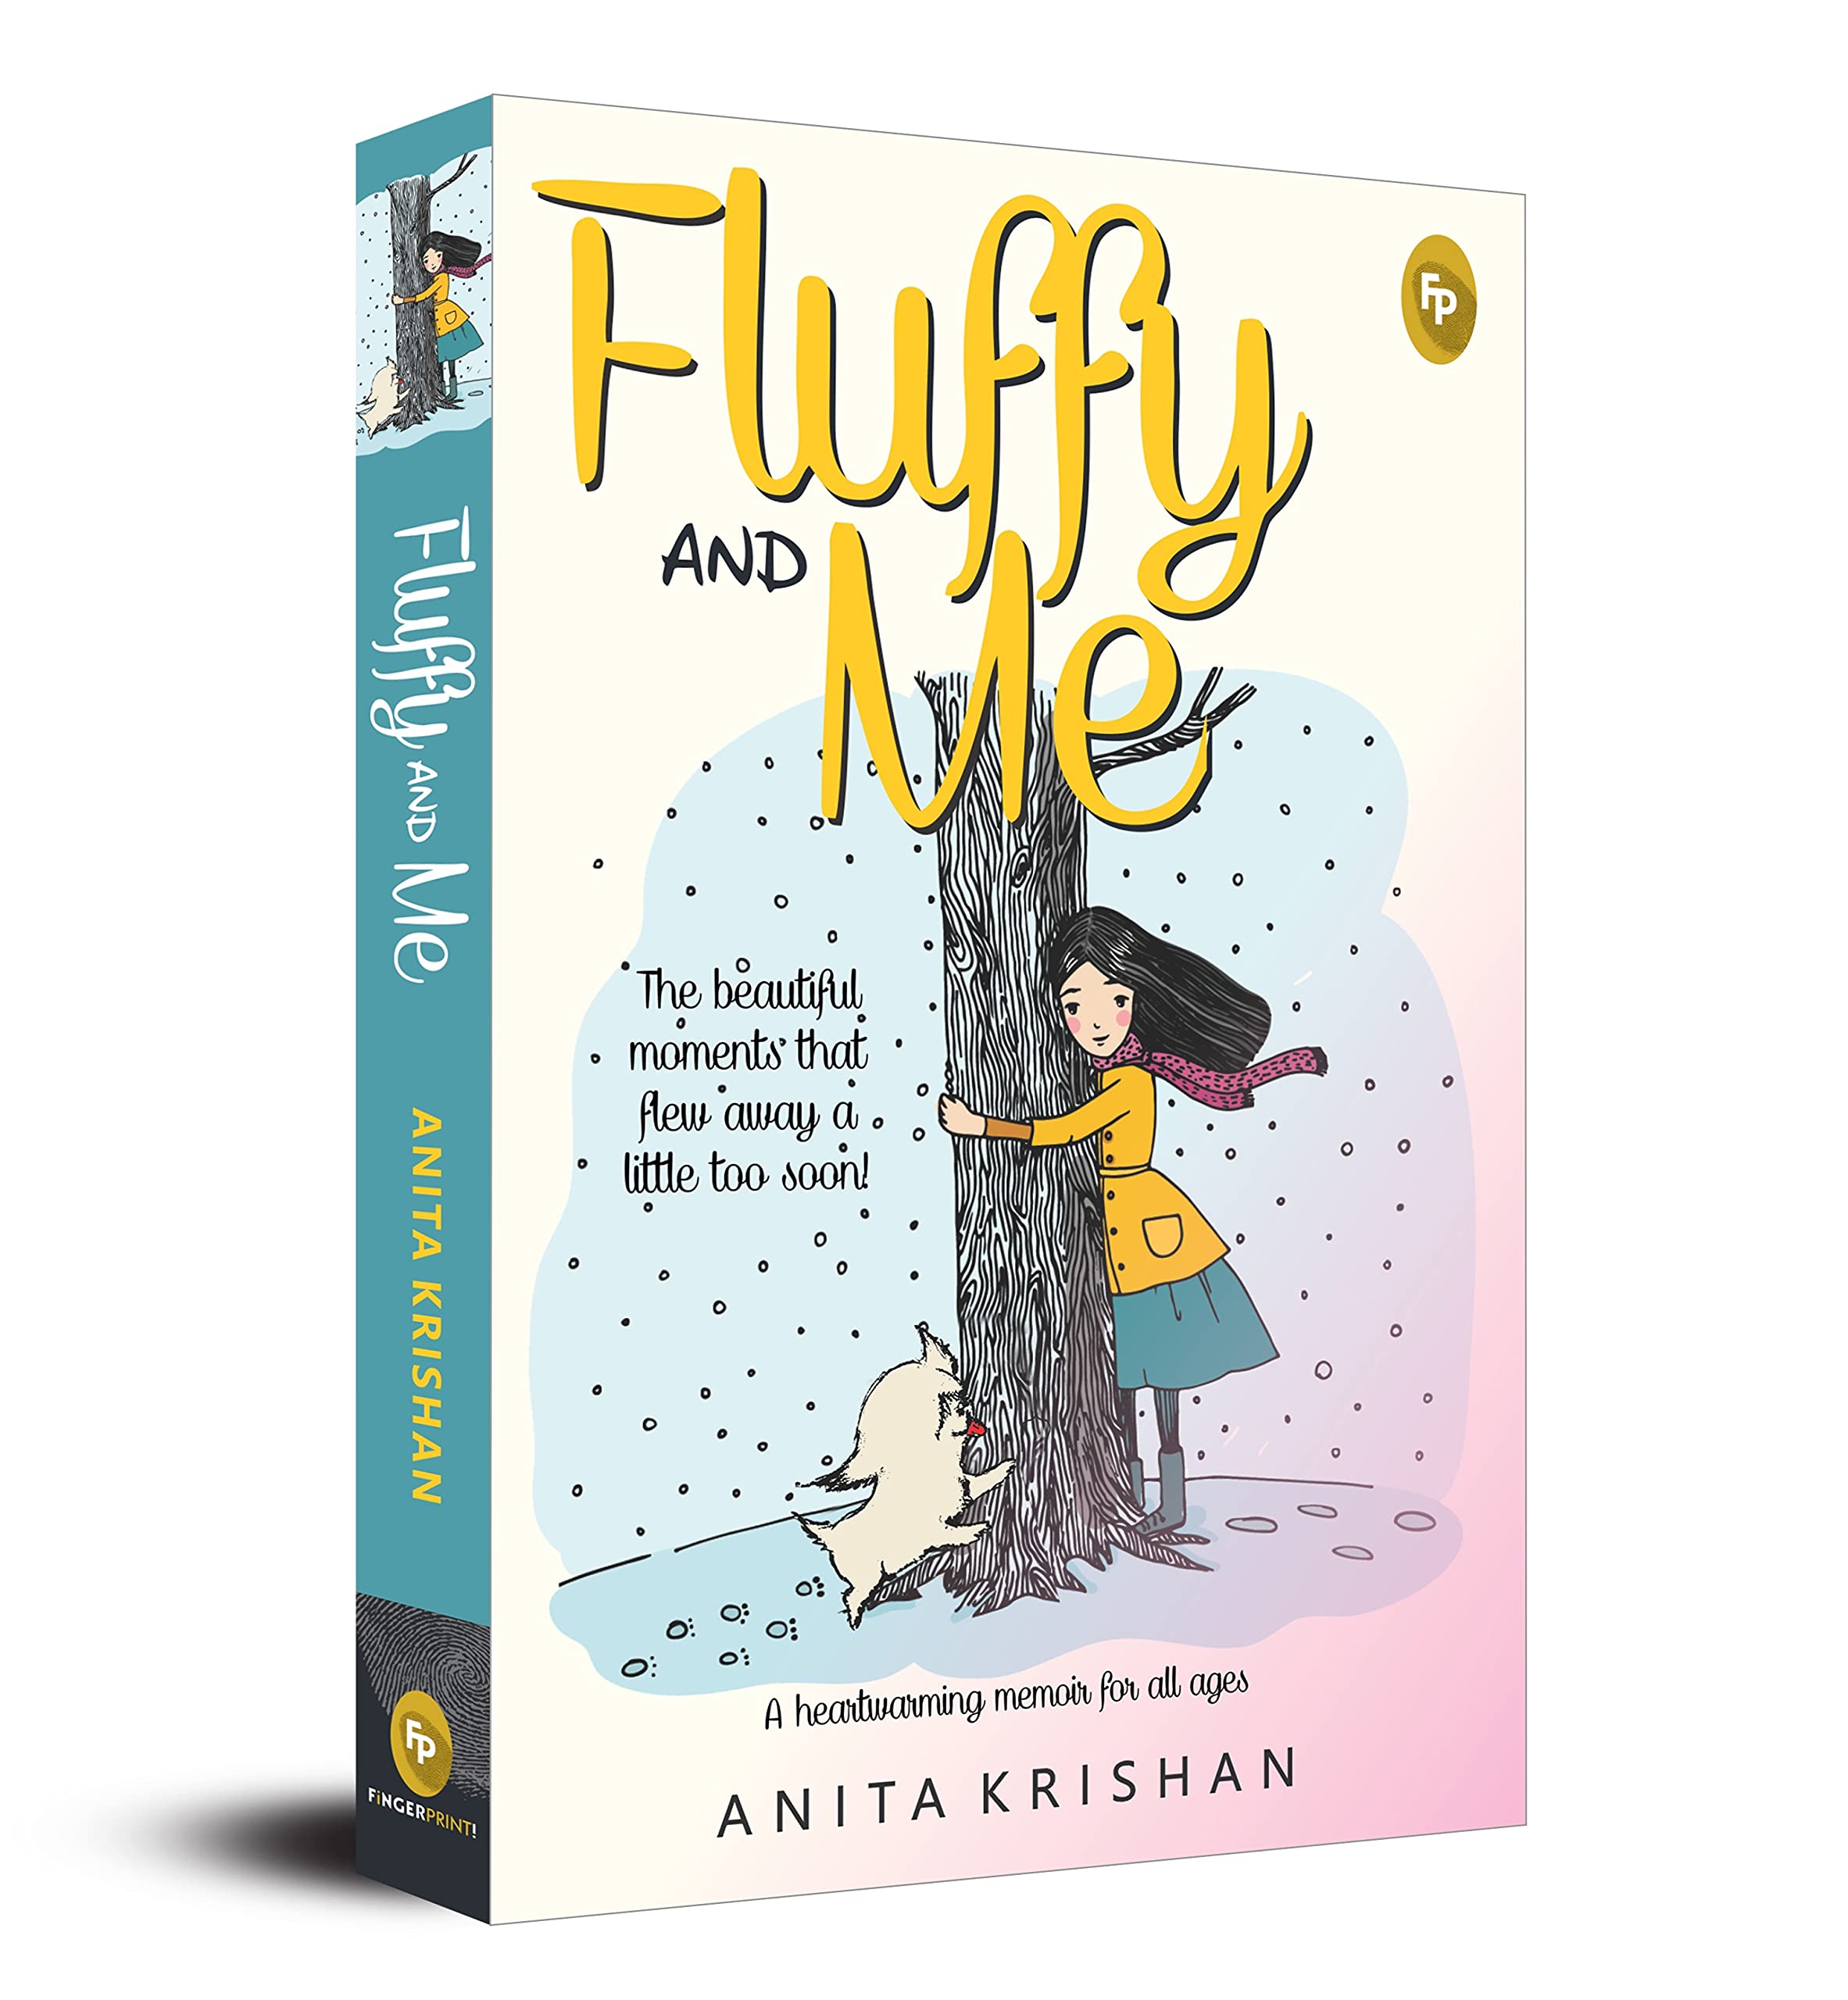 Fluffy
AND
Me
FP
The beautiful
moments that
flew away a
little too soon!
A heartwarming memoir for all ages
ANITA KRISHAN
Fluffy AND Me
ANITA KRISHAN
FP
FiNGERPRINT!